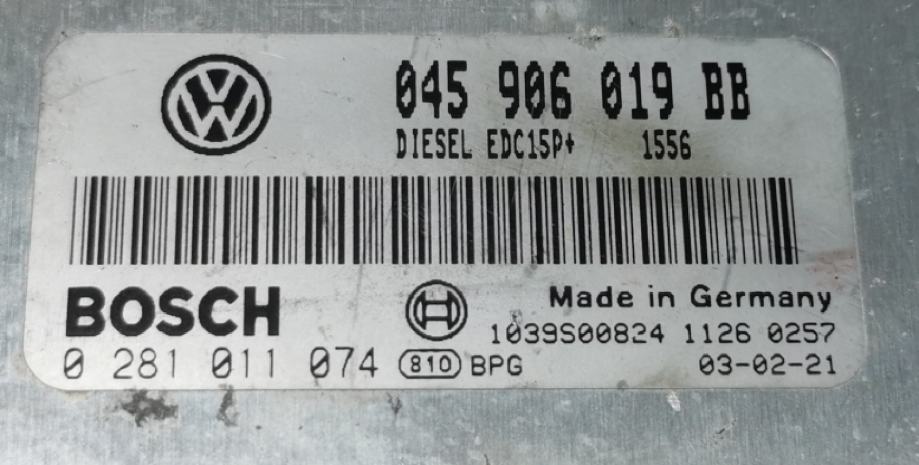 045 906 019 BB
DIESEL EDC15P+ 1556
BOSCH
Made in Germany
1039S00824 1126 0257
0 281 011 074 810 BPG 03-02-21